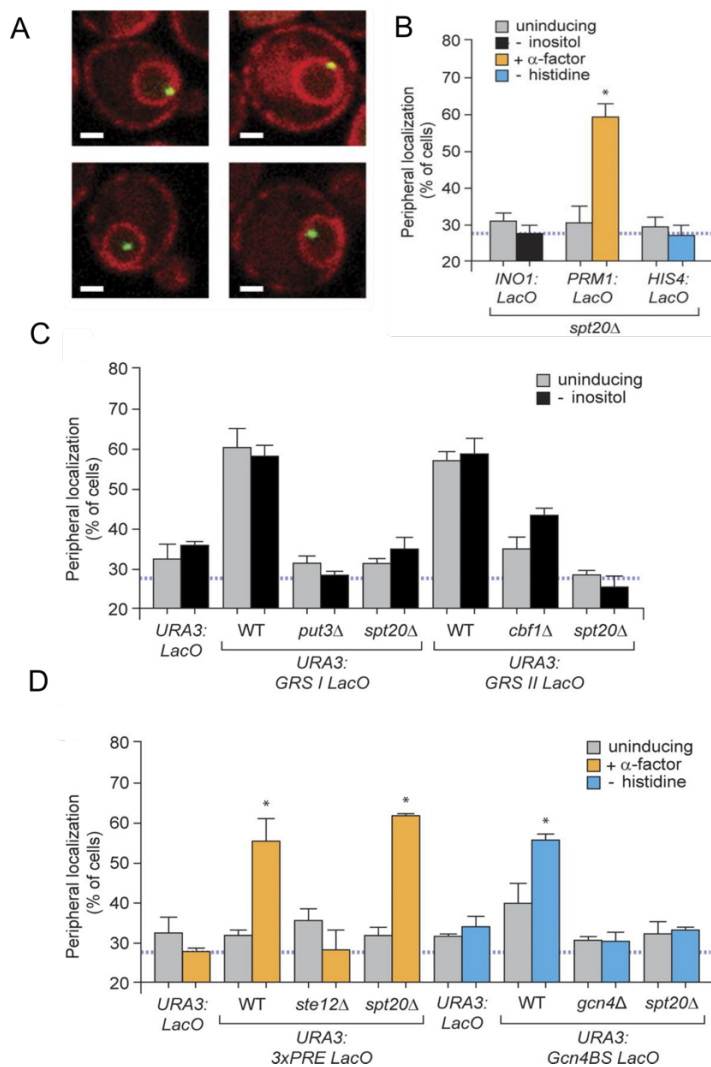 A
B
uninducing
- inositol
+ α-factor
- histidine
Peripheral localization
(% of cells)
80
70
60
50
40
30
20
*
INO1:
LacO
PRM1:
LacO
HIS4:
LacO
spt20Δ
C
uninducing
- inositol
Peripheral localization
(% of cells)
80
70
60
50
40
30
20
URA3:
LacO
WT
put3Δ
spt20Δ
WT
cbf1Δ
spt20Δ
URA3:
GRS I LacO
URA3:
GRS II LacO
D
uninducing
+ α-factor
- histidine
Peripheral localization
(% of cells)
80
70
60
50
40
30
20
*
*
*
URA3:
LacO
WT
ste12Δ
spt20Δ
URA3:
LacO
WT
gcn4Δ
spt20Δ
URA3:
3xPRE LacO
URA3:
Gcn4BS LacO